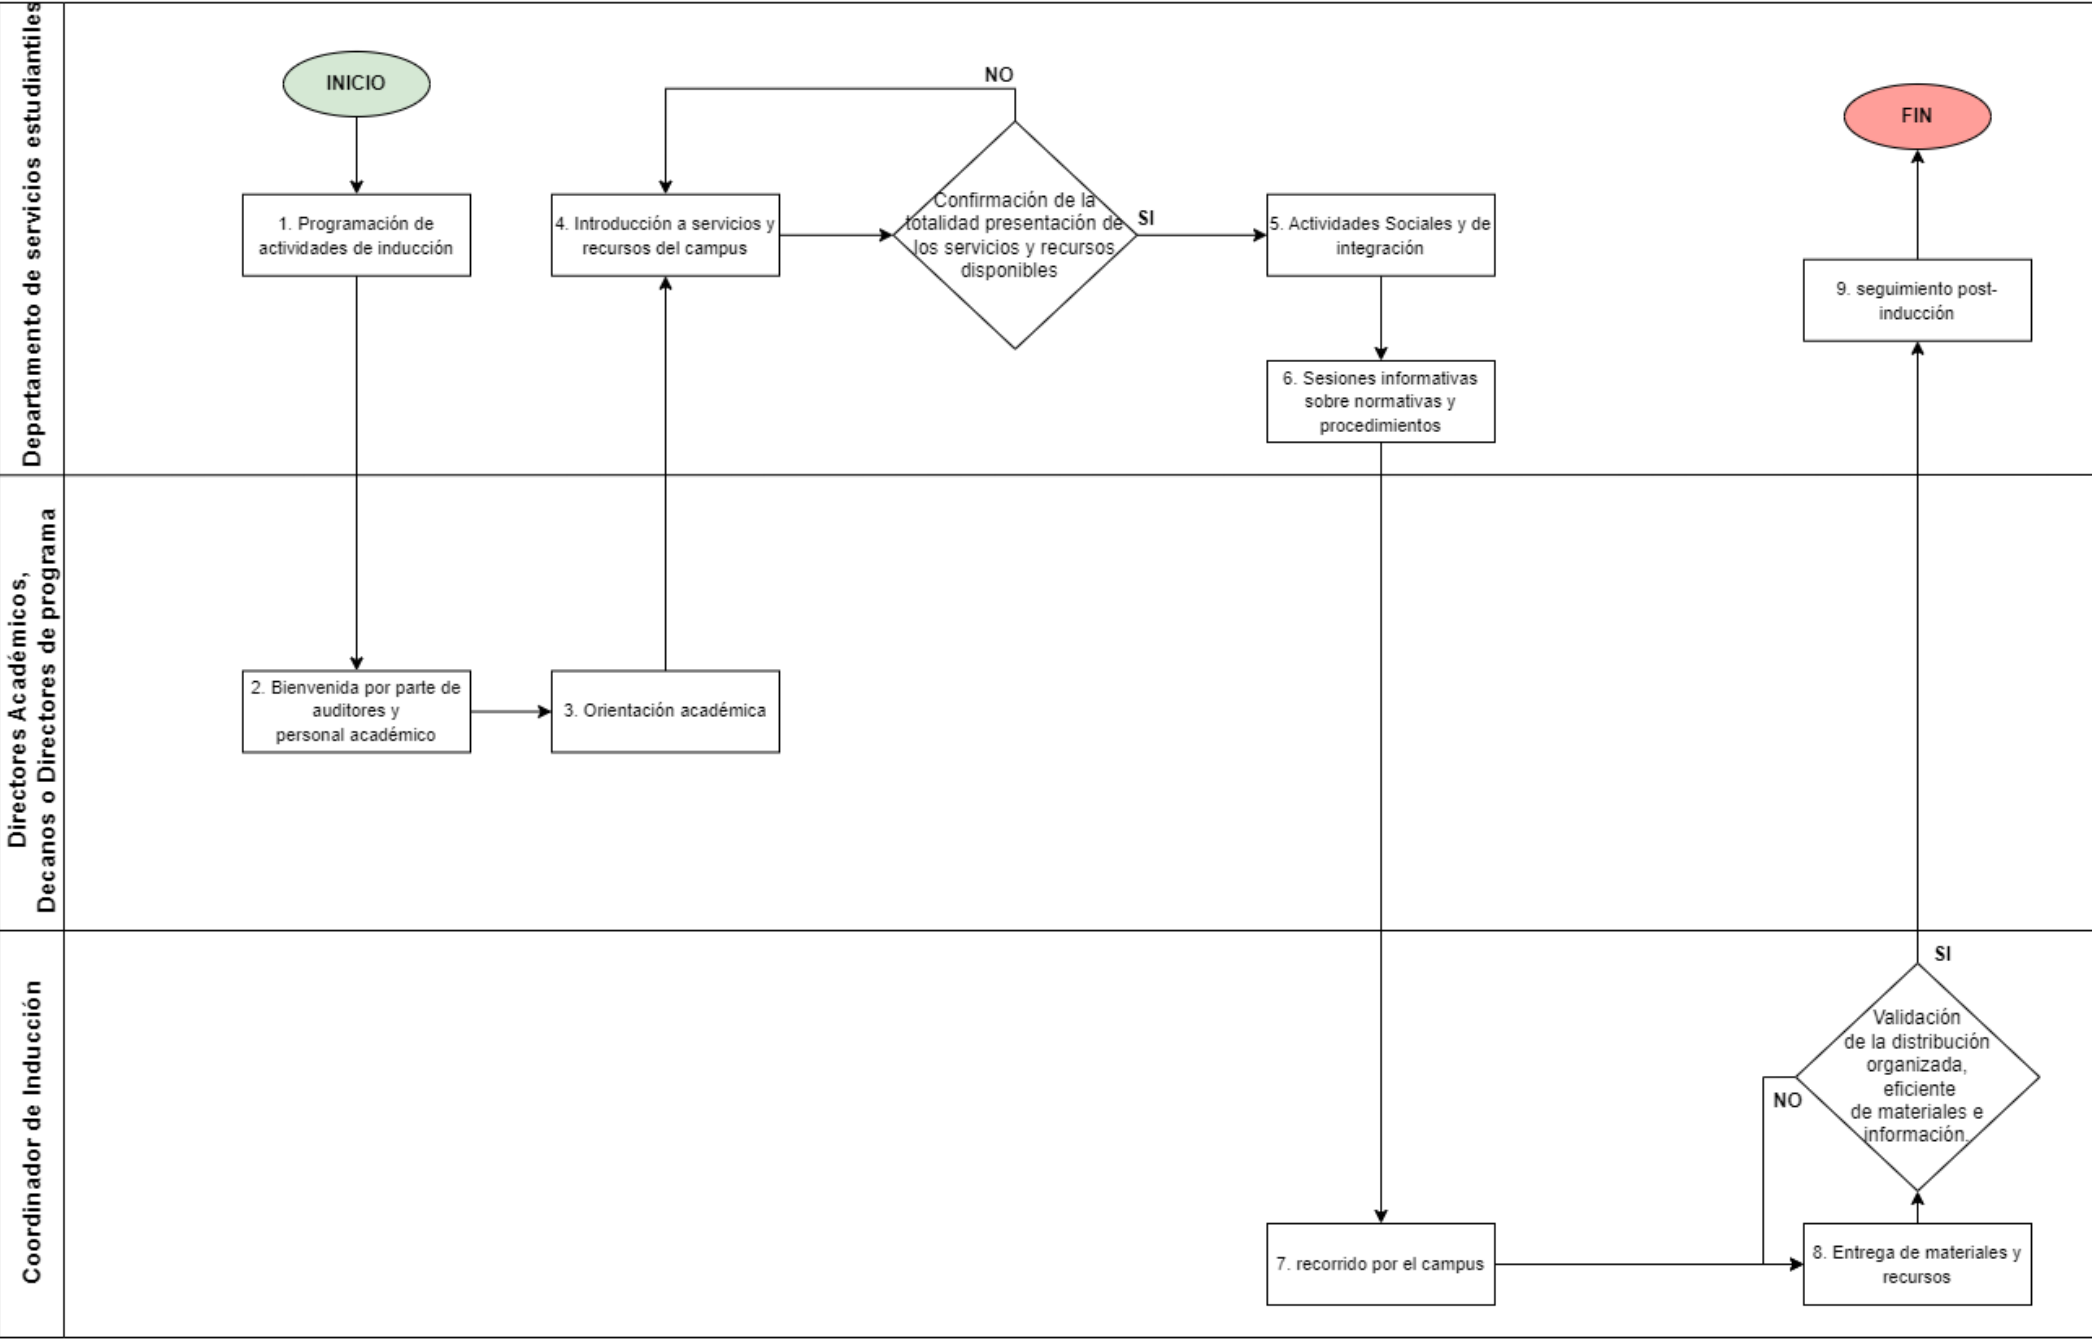 Departamento de servicios estudiantiles
INICIO
1. Programación de
actividades de inducción
4. Introducción a servicios y
recursos del campus
NO
Confirmación de la
totalidad presentación de
los servicios y recursos
disponibles
SI
5. Actividades Sociales y de
integración
6. Sesiones informativas
sobre normativas y
procedimientos
FIN
9. seguimiento post-
inducción
Directores Académicos,
Decanos o Directores de programa
2. Bienvenida por parte de
auditores y
personal académico
3. Orientación académica
Coordinador de Inducción
7. recorrido por el campus
SI
Validación
de la distribución
organizada,
eficiente
de materiales e
información.
NO
8. Entrega de materiales y
recursos